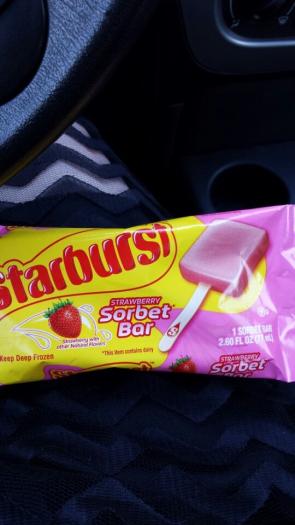 starburst
STRAWBERRY
Sorbet
Bar
Strawberry with
other Natural Flavors
Keep Deep Frozen
*This item contains dairy
1 SORBET BAR
2.60 FL OZ (77 mL)
STRAWBERRY
Sorbet
Bar